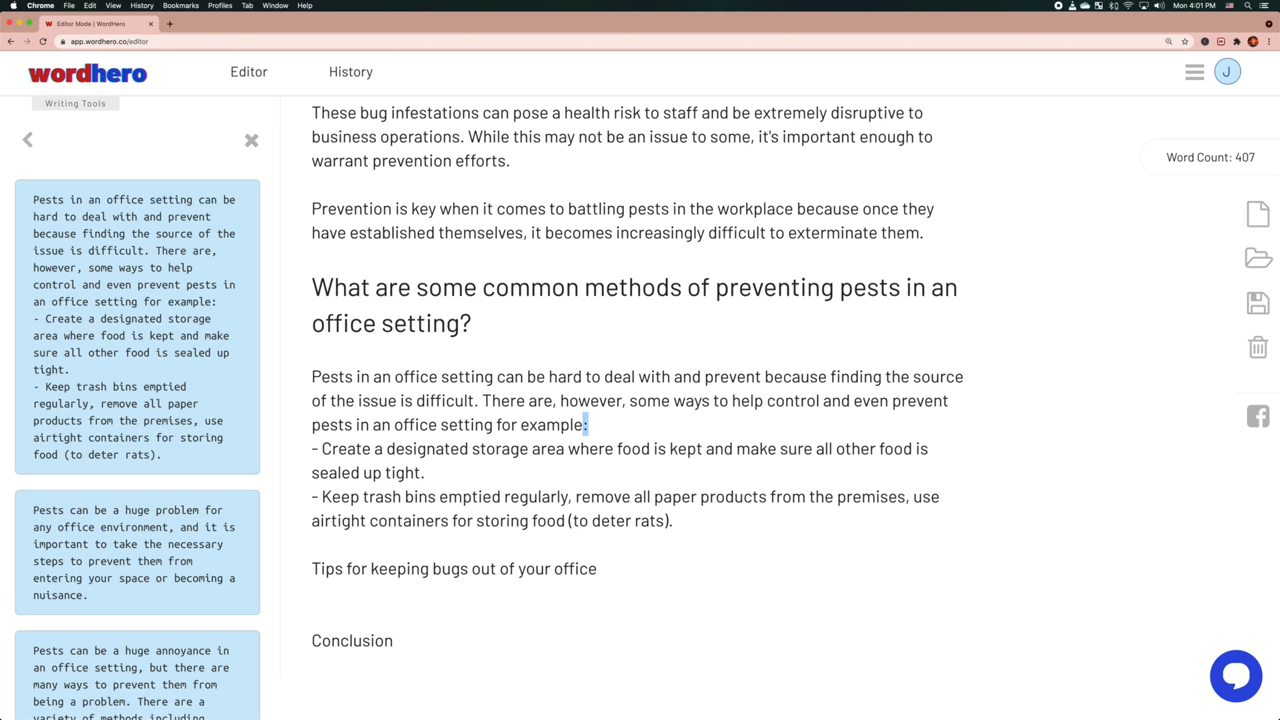 Chrome File Edit View History Bookmarks Profiles Tab Window Help
Mon 4:01 PM
Editor Mode | WordHero
app.wordhero.co/editor
wordhero
Editor
History
J
Writing Tools
Word Count: 407
Pests in an office setting can be
hard to deal with and prevent
because finding the source of the
issue is difficult. There are,
however, some ways to help
control and even prevent pests in
an office setting for example:
- Create a designated storage
area where food is kept and make
sure all other food is sealed up
tight.
- Keep trash bins emptied
regularly, remove all paper
products from the premises, use
airtight containers for storing
food (to deter rats).
Pests can be a huge problem for
any office environment, and it is
important to take the necessary
steps to prevent them from
entering your space or becoming a
nuisance.
Pests can be a huge annoyance in
an office setting, but there are
many ways to prevent them from
being a problem. There are a
variety of methods including
These bug infestations can pose a health risk to staff and be extremely disruptive to
business operations. While this may not be an issue to some, it's important enough to
warrant prevention efforts.
Prevention is key when it comes to battling pests in the workplace because once they
have established themselves, it becomes increasingly difficult to exterminate them.
What are some common methods of preventing pests in an
office setting?
Pests in an office setting can be hard to deal with and prevent because finding the source
of the issue is difficult. There are, however, some ways to help control and even prevent
pests in an office setting for example:
- Create a designated storage area where food is kept and make sure all other food is
sealed up tight.
- Keep trash bins emptied regularly, remove all paper products from the premises, use
airtight containers for storing food (to deter rats).
Tips for keeping bugs out of your office
Conclusion